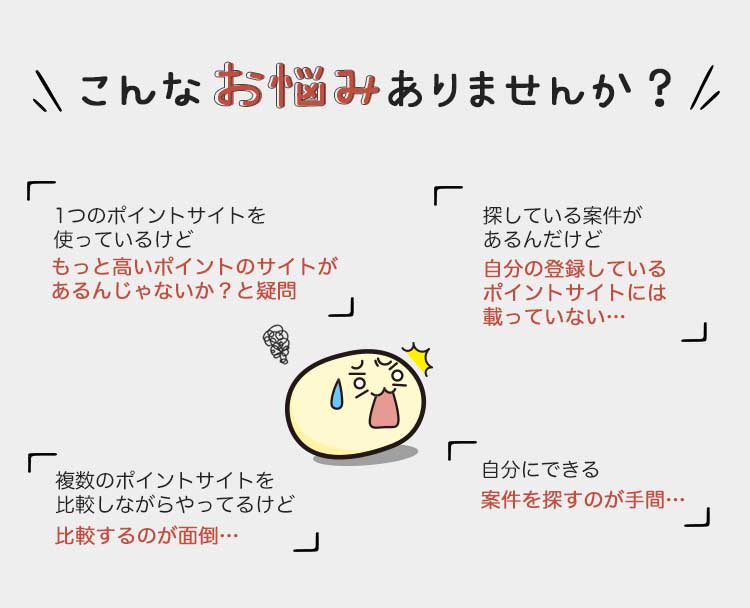 こんなお悩みありませんか？
1つのポイントサイトを
使っているけど
もっと高いポイントのサイトが
あるんじゃないか？と疑問
探している案件が
あるんだけど
自分の登録している
ポイントサイトには
載っていない…
複数のポイントサイトを
比較しながらやってるけど
比較するのが面倒…
自分にできる
案件を探すのが手間…